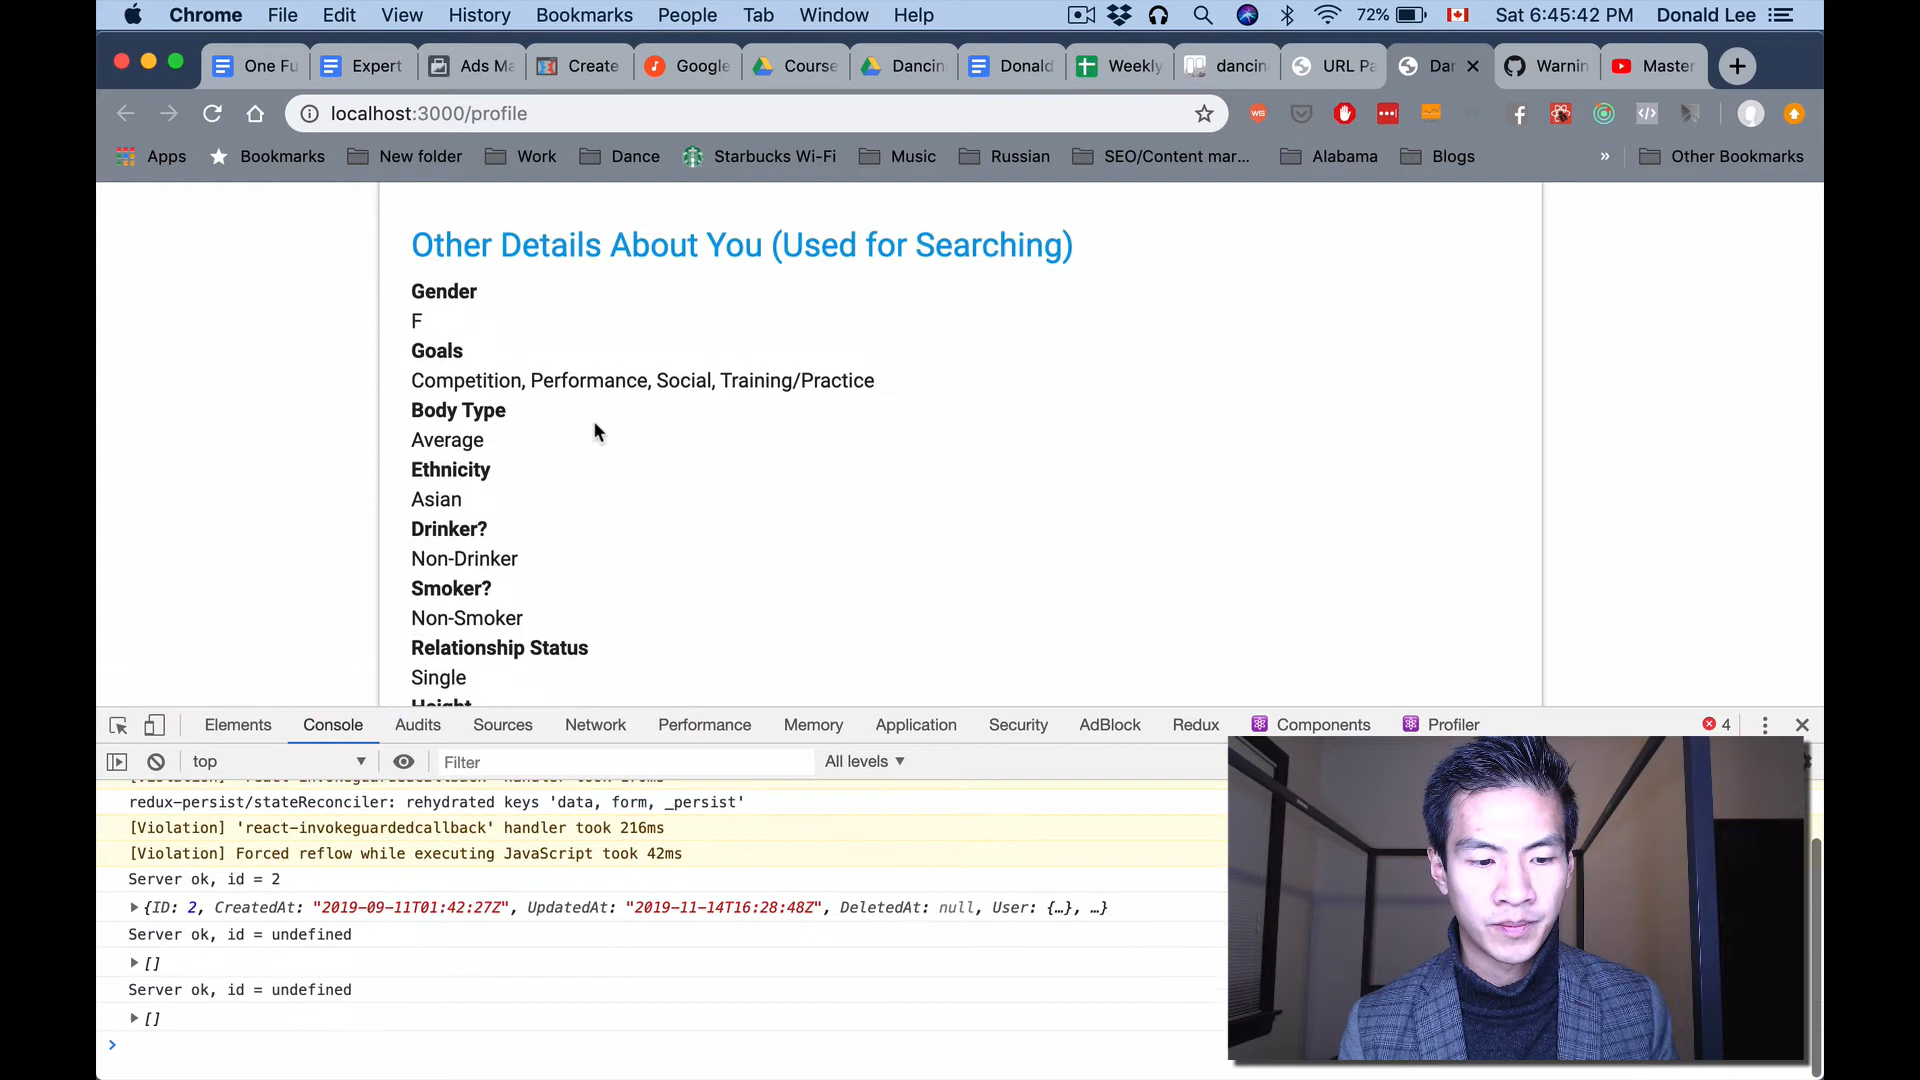 Chrome File Edit View History Bookmarks People Tab Window Help 72% Sat 6:45:42 PM Donald Lee
One Fu Expert Ads Ma Create Google Course Dancin Donald Weekly dancin URL Pa Dan Warnin Master
localhost:3000/profile
Apps Bookmarks New folder Work Dance Starbucks Wi-Fi Music Russian SEO/Content mar... Alabama Blogs » Other Bookmarks
Other Details About You (Used for Searching)
Gender
F
Goals
Competition, Performance, Social, Training/Practice
Body Type
Average
Ethnicity
Asian
Drinker?
Non-Drinker
Smoker?
Non-Smoker
Relationship Status
Single
Height
Elements Console Audits Sources Network Performance Memory Application Security AdBlock Redux Components Profiler 4
top Filter All levels
redux-persist/stateReconciler: rehydrated keys 'data, form, _persist'
[Violation] 'react-invokeguardedcallback' handler took 216ms
[Violation] Forced reflow while executing JavaScript took 42ms
Server ok, id = 2
{ID: 2, CreatedAt: "2019-09-11T01:42:27Z", UpdatedAt: "2019-11-14T16:28:48Z", DeletedAt: null, User: {…}, …}
Server ok, id = undefined
[]
Server ok, id = undefined
[]